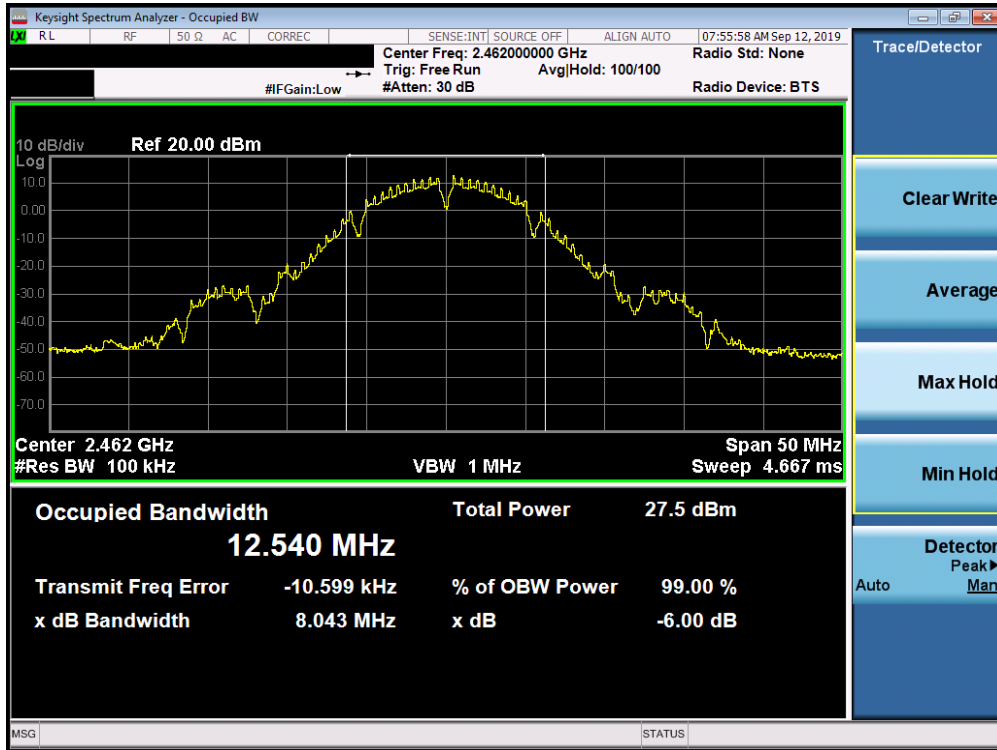 Keysight Spectrum Analyzer - Occupied BW
LXI RL RF 50 Ω AC CORREC SENSE:INT SOURCE OFF ALIGN AUTO 07:55:58 AM Sep 12, 2019
Center Freq: 2.462000000 GHz Radio Std: None
Trig: Free Run Avg|Hold: 100/100
#IFGain:Low #Atten: 30 dB Radio Device: BTS
10 dB/div Ref 20.00 dBm
Log
10.0
0.00
-10.0
-20.0
-30.0
-40.0
-50.0
-60.0
-70.0
Center 2.462 GHz Span 50 MHz
#Res BW 100 kHz VBW 1 MHz Sweep 4.667 ms
Occupied Bandwidth Total Power 27.5 dBm
12.540 MHz
Transmit Freq Error -10.599 kHz % of OBW Power 99.00 %
x dB Bandwidth 8.043 MHz x dB -6.00 dB
Trace/Detector
Clear Write
Average
Max Hold
Min Hold
Detector
Peak▶
Auto Man
MSG STATUS